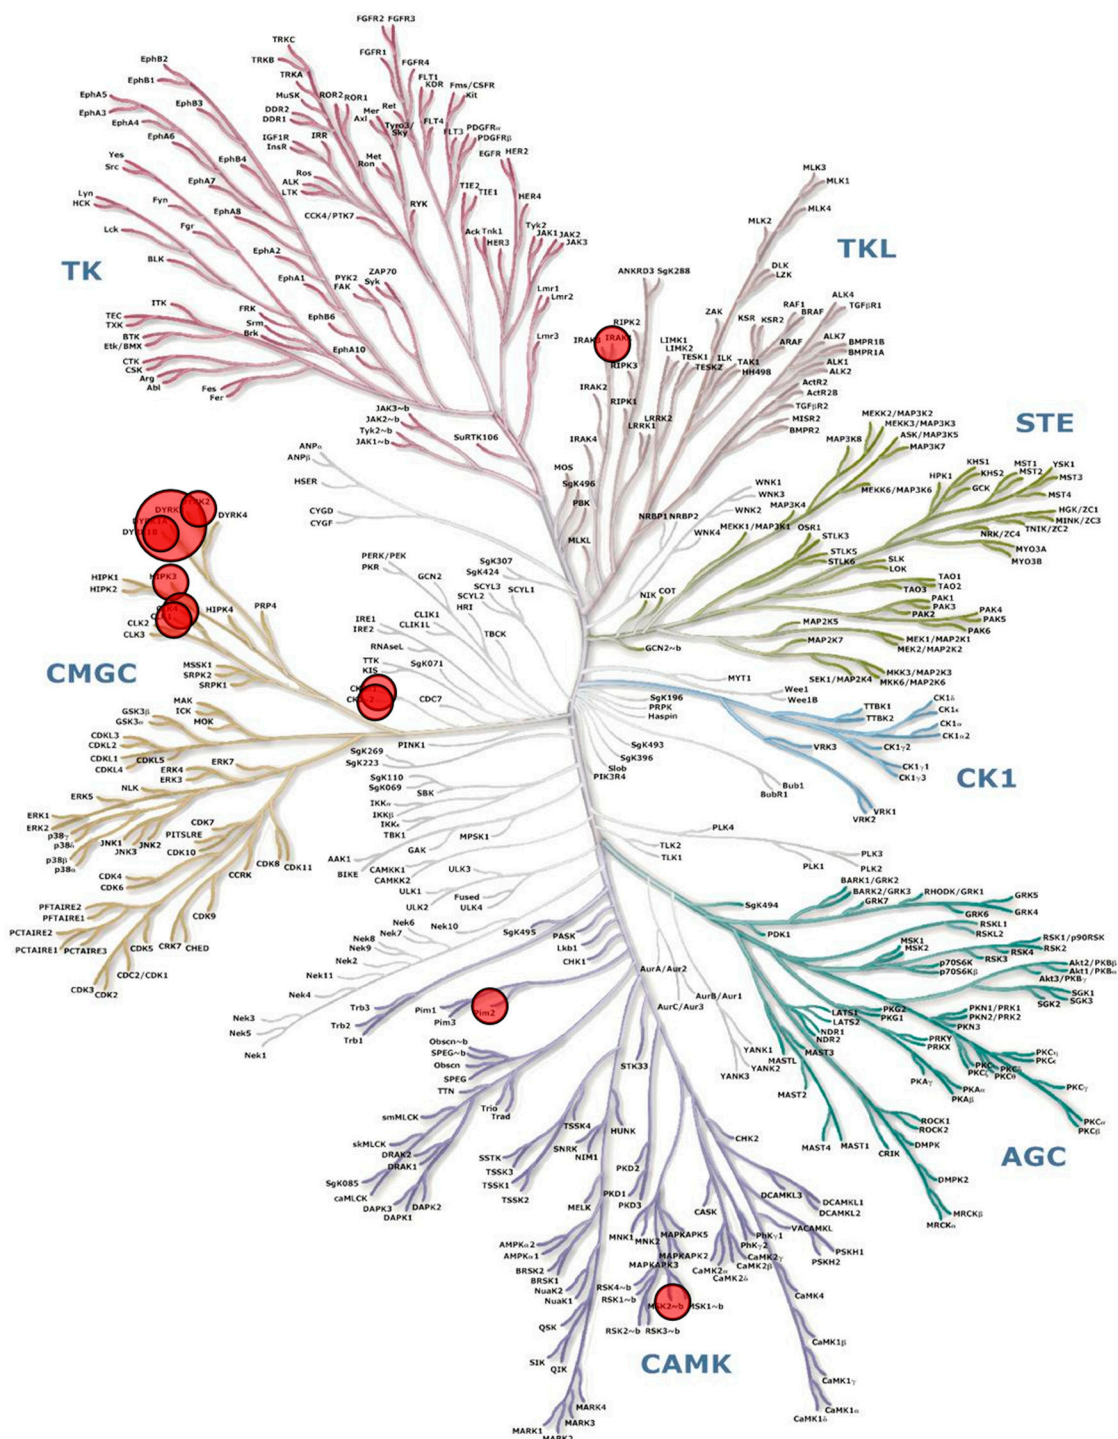 FGFR2 FGFR3
TRKC
FGFR1
TRKB
FGFR4
EphB2
TRKA
FLT1
KDR
Fms/CSFR
Kit
EphB1
MuSK
ROR2 ROR1
Ret
Mer
Axl
EphA5
EphB3
DDR2
DDR1
Tyro3/
Sky
FLT4
FLT3
PDGFRα
PDGFRβ
EphA3
EphA4
IGF1R
InsR
IRR
EGFR HER2
EphA6
Met
Ron
EphB4
Yes
Src
Ros
ALK
LTK
TIE2
TIE1
HER4
EphA7
Lyn
HCK
Fyn
CCK4/PTK7
RYK
EphA8
Tyk2
JAK1 JAK2
JAK3
Lck
Fgr
Ack Tnk1
HER3
EphA2
BLK
TK
PYK2
FAK
ZAP70
Syk
EphA1
Lmr1
Lmr2
ITK
FRK
Srm
Brk
EphB6
TEC
TXK
BTK
Etk/BMX
EphA10
Lmr3
CTK
CSK
Arg
Abl
Fes
Fer
JAK3~b
JAK2~b
Tyk2~b
JAK1~b
SuRTK106
MLK3
MLK1
MLK4
MLK2
TKL
ANKRD3 SgK288
DLK
LZK
ZAK
KSR
KSR2
RAF1
BRAF
ARAF
ALK4
TGFβR1
RIPK2
IRAK3
IRAK1
RIPK3
LIMK1
LIMK2
TESK1
TESK2
ILK
TAK1
HH498
ALK7
BMPR1B
BMPR1A
ALK1
ALK2
IRAK2
RIPK1
LRRK2
LRRK1
ActR2
ActR2B
TGFβR2
MISR2
BMPR2
IRAK4
MOS
SgK496
PBK
MLKL
NRBP1 NRBP2
WNK1
WNK3
WNK2
WNK4
STE
MEKK2/MAP3K2
MEKK3/MAP3K3
ASK/MAP3K5
MAP3K8
MAP3K7
MEKK6/MAP3K6
MAP3K4
MEKK1/MAP3K1
HPK1
KHS1
KHS2
GCK
MST1
MST2
YSK1
MST3
MST4
HGK/ZC1
MINK/ZC3
TNIK/ZC2
NRK/ZC4
OSR1
STLK3
STLK5
STLK6
SLK
LOK
MYO3A
MYO3B
TAO1
TAO2
TAO3
NIK COT
PAK1
PAK3
PAK2
PAK4
PAK5
PAK6
MAP2K5
MAP2K7
MEK1/MAP2K1
MEK2/MAP2K2
GCN2~b
SEK1/MAP2K4
MKK3/MAP2K3
MKK6/MAP2K6
ANPα
ANPβ
HSER
CYGD
CYGF
PERK/PEK
PKR
GCN2
SgK307
SgK424
SCYL3
SCYL2
SCYL1
HRI
CLIK1
CLIK1L
IRE1
IRE2
TBCK
RNAseL
TTK
KIS
SgK071
CDC7
PINK1
DYRK4
HIPK1
HIPK2
HIPK3
HIPK4
PRP4
CLK2
CLK3
CMGC
MSSK1
SRPK2
SRPK1
MAK
ICK
MOK
GSK3β
GSK3α
CDKL3
CDKL2
CDKL1
CDKL4
CDKL5
ERK7
ERK4
ERK3
NLK
ERK5
ERK1
ERK2
p38γ
p38δ
p38β
p38α
JNK1
JNK3
JNK2
CDK7
PITSLRE
CDK10
CDK4
CDK6
CCRK
CDK8
CDK11
PFTAIRE2
PFTAIRE1
PCTAIRE2
PCTAIRE1
PCTAIRE3
CDK5
CRK7
CHED
CDK9
CDC2/CDK1
CDK3
CDK2
MYT1
Wee1
Wee1B
SgK196
PRPK
Haspin
SgK493
SgK396
Slob
PIK3R4
TTBK1
TTBK2
CK1δ
CK1ε
CK1α
CK1α2
CK1γ2
CK1γ1
CK1γ3
VRK3
VRK1
VRK2
CK1
Bub1
BubR1
SgK269
SgK223
SgK110
SgK069
SBK
IKKα
IKKβ
IKKε
TBK1
MPSK1
GAK
AAK1
BIKE
CAMKK1
CAMKK2
ULK3
ULK1
ULK2
Fused
ULK4
Nek6
Nek7
Nek10
Nek8
Nek9
Nek2
Nek11
Nek4
Nek3
Nek5
Nek1
SgK495
PASK
Lkb1
CHK1
PLK4
TLK2
TLK1
PLK3
PLK1
PLK2
AurA/Aur2
AurB/Aur1
AurC/Aur3
YANK1
YANK2
YANK3
BARK1/GRK2
BARK2/GRK3
GRK7
RHODK/GRK1
GRK5
GRK6
GRK4
SgK494
PDK1
RSKL1
RSKL2
MSK1
MSK2
RSK1/p90RSK
RSK2
RSK4
RSK3
p70S6K
p70S6Kβ
Akt2/PKBβ
Akt1/PKBα
Akt3/PKBγ
SGK1
SGK2
SGK3
LATS1
LATS2
NDR1
NDR2
PKG2
PKG1
PKN1/PRK1
PKN2/PRK2
PKN3
PRKY
PRKX
MASTL
MAST3
MAST2
PKCη
PKCε
PKCθ
PKCγ
PKCα
PKCβ
PKAγ
PKAα
PKAβ
ROCK1
ROCK2
DMPK
CRIK
MAST4
MAST1
DMPK2
MRCKβ
MRCKα
AGC
Trb3
Trb2
Trb1
Pim1
Pim3
Pim2
Obscn~b
SPEG~b
Obscn
SPEG
TTN
smMLCK
Trio
Trad
skMLCK
DRAK2
DRAK1
SgK085
caMLCK
DAPK3
DAPK2
DAPK1
STK33
TSSK4
HUNK
SNRK
NIM1
SSTK
TSSK3
TSSK1
TSSK2
PKD2
PKD1
PKD3
MELK
MNK1
MNK2
CHK2
CASK
DCAMKL3
DCAMKL1
DCAMKL2
VACAMKL
PhKγ1
PhKγ2
PSKH1
PSKH2
MAPKAPK5
MAPKAPK2
MAPKAPK3
CaMK2γ
CaMK2β
CaMK2α
CaMK2δ
AMPKα2
AMPKα1
BRSK2
BRSK1
NuaK2
NuaK1
RSK4~b
RSK1~b
MSK2~b
MSK1~b
RSK2~b RSK3~b
QSK
SIK
QIK
MARK4
MARK3
MARK1
MARK2
CAMK
CaMK4
CaMK1β
CaMK1γ
CaMK1α
CaMK1δ